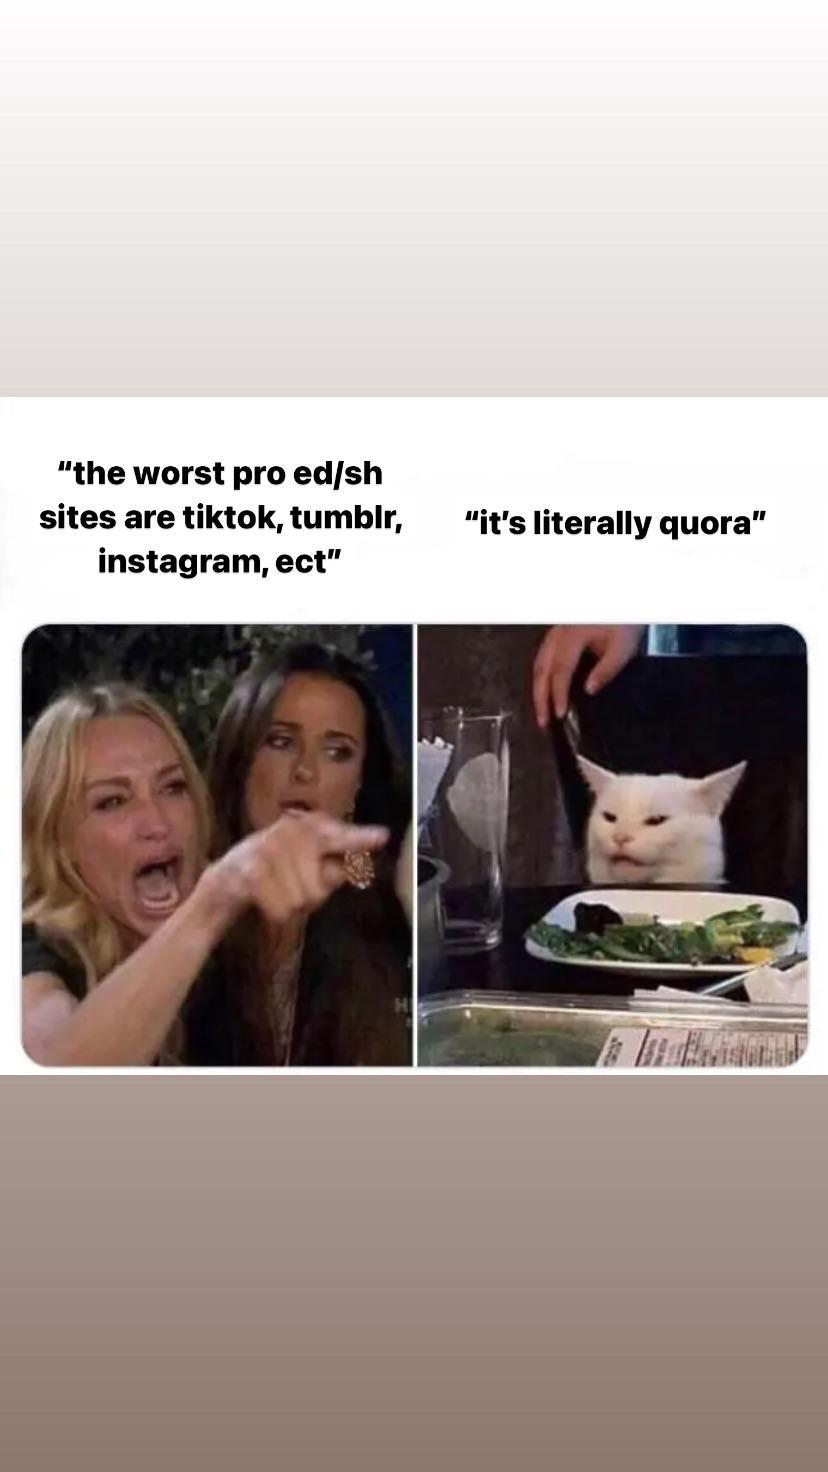 “the worst pro ed/sh
sites are tiktok, tumblr,
instagram, ect”
“it’s literally quora”